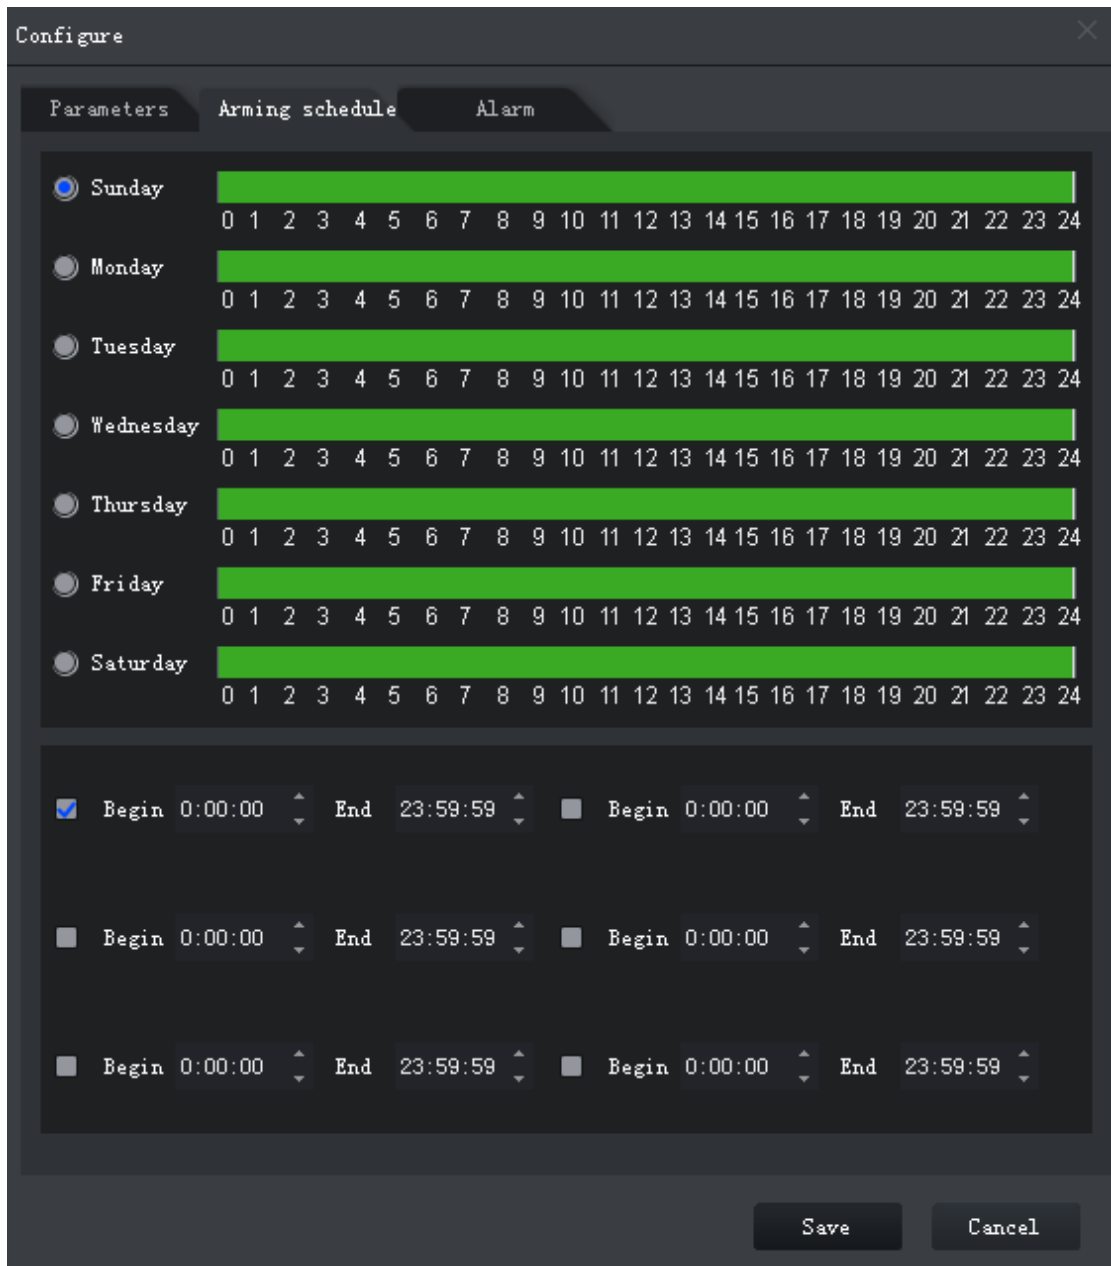 Configure
Parameters Arming schedule Alarm
Sunday
0 1 2 3 4 5 6 7 8 9 10 11 12 13 14 15 16 17 18 19 20 21 22 23 24
Monday
0 1 2 3 4 5 6 7 8 9 10 11 12 13 14 15 16 17 18 19 20 21 22 23 24
Tuesday
0 1 2 3 4 5 6 7 8 9 10 11 12 13 14 15 16 17 18 19 20 21 22 23 24
Wednesday
0 1 2 3 4 5 6 7 8 9 10 11 12 13 14 15 16 17 18 19 20 21 22 23 24
Thursday
0 1 2 3 4 5 6 7 8 9 10 11 12 13 14 15 16 17 18 19 20 21 22 23 24
Friday
0 1 2 3 4 5 6 7 8 9 10 11 12 13 14 15 16 17 18 19 20 21 22 23 24
Saturday
0 1 2 3 4 5 6 7 8 9 10 11 12 13 14 15 16 17 18 19 20 21 22 23 24
Begin 0:00:00 End 23:59:59 Begin 0:00:00 End 23:59:59
Begin 0:00:00 End 23:59:59 Begin 0:00:00 End 23:59:59
Begin 0:00:00 End 23:59:59 Begin 0:00:00 End 23:59:59
Save Cancel